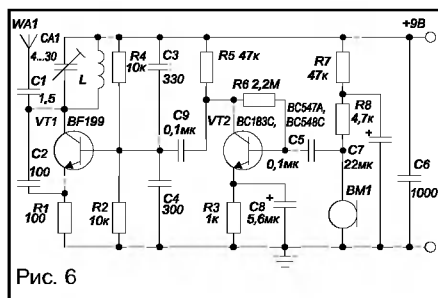 WA1
CA1
4...30
C1
1,5
VT1
BF199
C2
100
R1
100
L
R4
10к
R2
10к
C3
330
C9
0,1мк
C4
300
R5 47к
R6 2,2М
VT2
BC183C,
BC547A,
BC548C
C5
0,1мк
R3
1к
C8
5,6мк
R7
47к
R8
4,7к
C7
22мк
BM1
+9В
C6
1000
Рис. 6